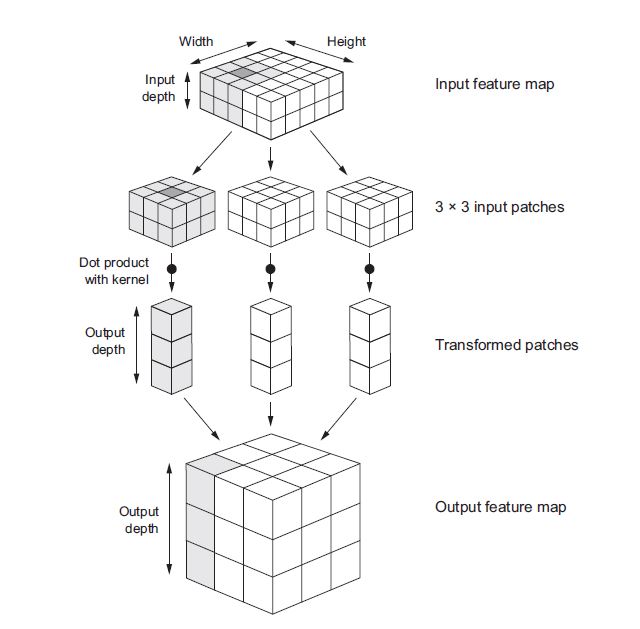 Width
Height
Input
depth
Input feature map
3 × 3 input patches
Dot product
with kernel
Output
depth
Transformed patches
Output
depth
Output feature map